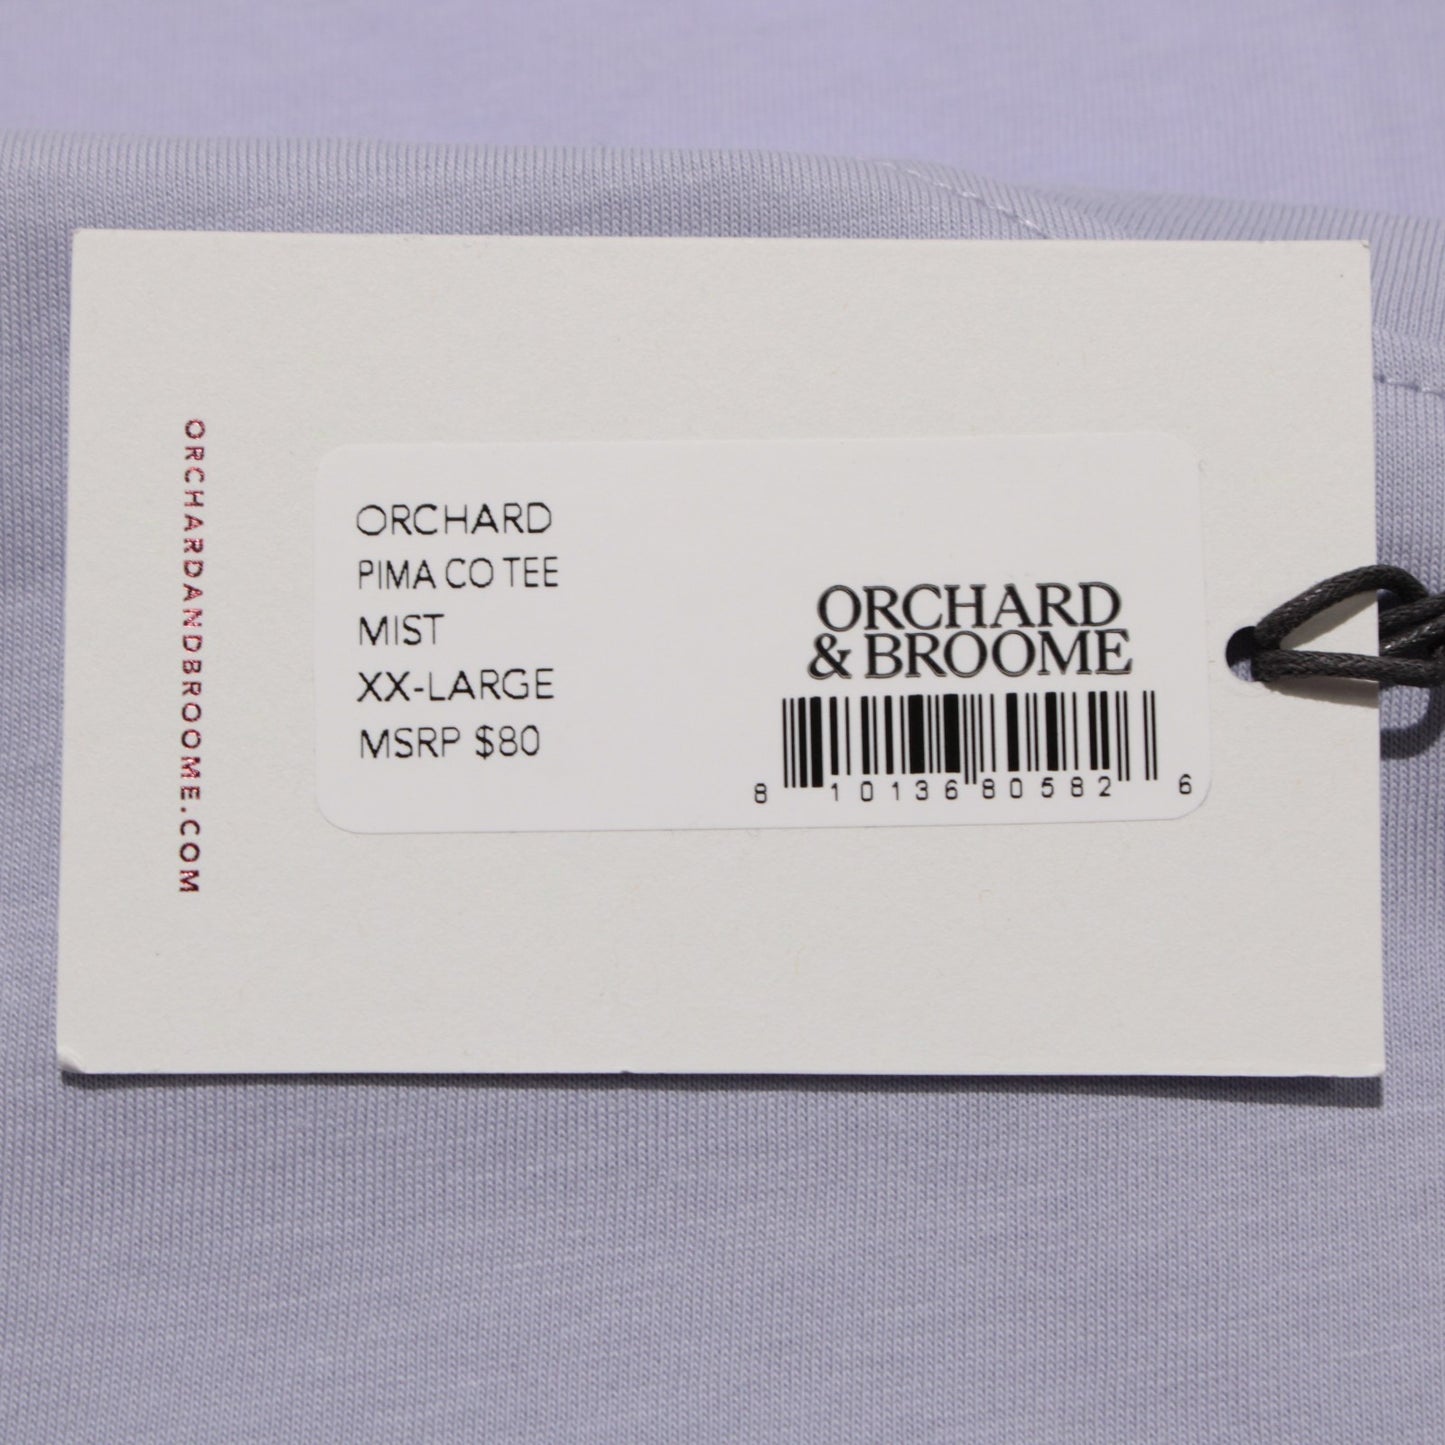 ORCHARDANDBROOME.COM
ORCHARD
PIMA CO TEE
MIST
XX-LARGE
MSRP $80
ORCHARD
& BROOME
8 10136 80582 6